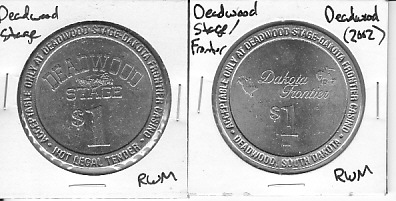 Deadwood
Stage
ACCEPTABLE ONLY AT DEADWOOD STAGE-DAKOTA FRONTIER CASINO
DEADWOOD
STAGE
$1
• NOT LEGAL TENDER •
RWM
Deadwood
Stage/
Frontier
Deadwood
(2002)
ACCEPTABLE ONLY AT DEADWOOD STAGE-DAKOTA FRONTIER CASINO
Dakota
Frontier
$1
• DEADWOOD, SOUTH DAKOTA •
RWM